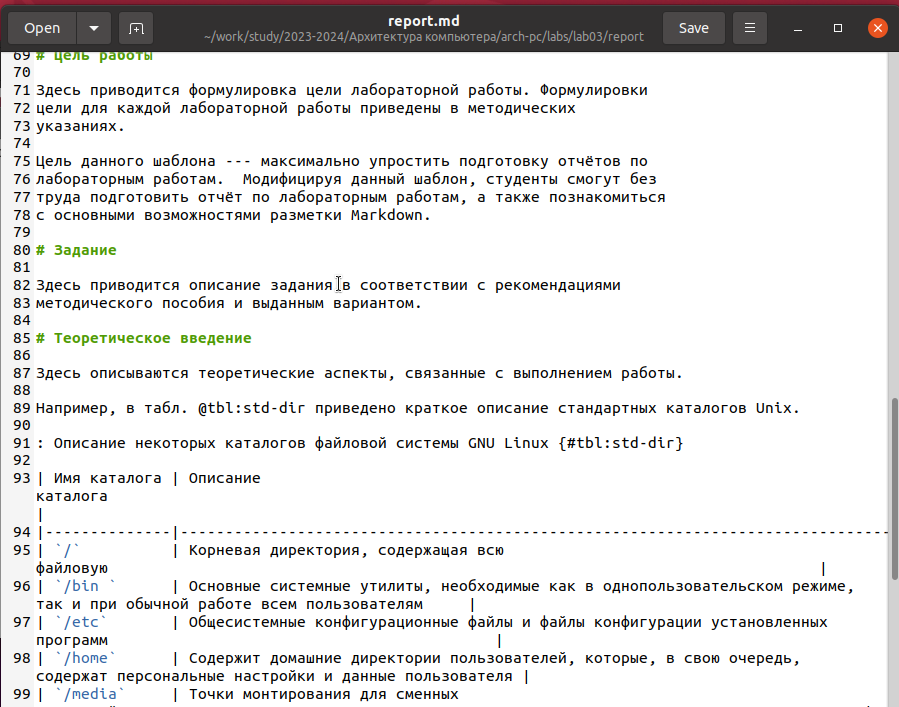 Open
report.md
~/work/study/2023-2024/Архитектура компьютера/arch-pc/labs/lab03/report
Save
69 # Цель работы
70
71 Здесь приводится формулировка цели лабораторной работы. Формулировки
72 цели для каждой лабораторной работы приведены в методических
73 указаниях.
74
75 Цель данного шаблона --- максимально упростить подготовку отчётов по
76 лабораторным работам.  Модифицируя данный шаблон, студенты смогут без
77 труда подготовить отчёт по лабораторным работам, а также познакомиться
78 с основными возможностями разметки Markdown.
79
80 # Задание
81
82 Здесь приводится описание задания в соответствии с рекомендациями
83 методического пособия и выданным вариантом.
84
85 # Теоретическое введение
86
87 Здесь описываются теоретические аспекты, связанные с выполнением работы.
88
89 Например, в табл. @tbl:std-dir приведено краткое описание стандартных каталогов Unix.
90
91 : Описание некоторых каталогов файловой системы GNU Linux {#tbl:std-dir}
92
93 | Имя каталога | Описание
каталога
|
94 |--------------|-------------------------------------------------------------------------------
95 | `/`          | Корневая директория, содержащая всю
файловую                                                                               |
96 | `/bin `      | Основные системные утилиты, необходимые как в однопользовательском режиме,
так и при обычной работе всем пользователям     |
97 | `/etc`       | Общесистемные конфигурационные файлы и файлы конфигурации установленных
программ                                           |
98 | `/home`      | Содержит домашние директории пользователей, которые, в свою очередь,
содержат персональные настройки и данные пользователя |
99 | `/media`     | Точки монтирования для сменных